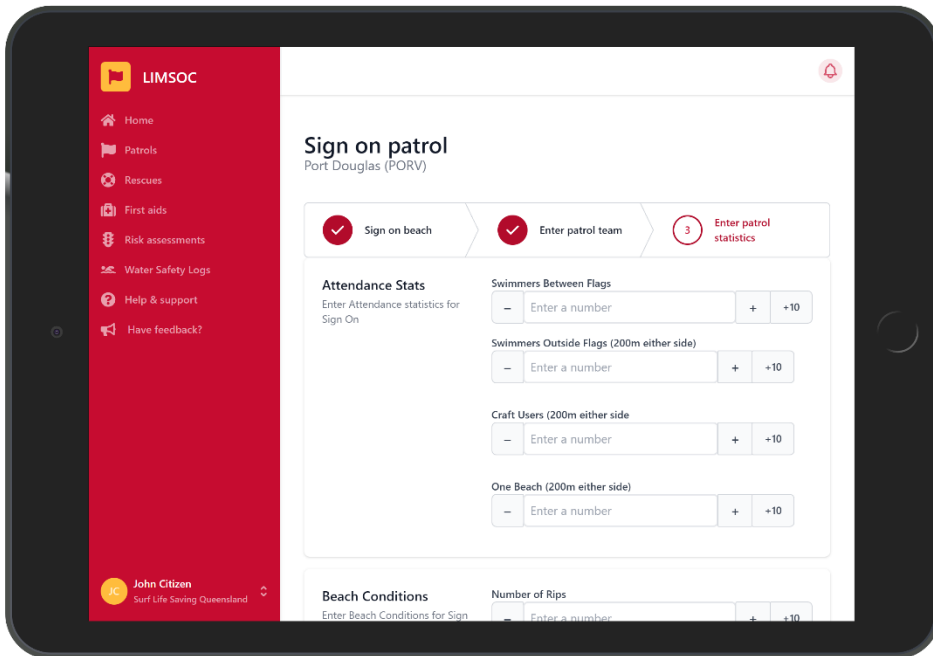 LIMSOC
Home
Patrols
Rescues
First aids
Risk assessments
Water Safety Logs
Help & support
Have feedback?
JC
John Citizen
Surf Life Saving Queensland
Sign on patrol
Port Douglas (PORV)
Sign on beach
Enter patrol team
3
Enter patrol
statistics
Attendance Stats
Enter Attendance statistics for
Sign On
Swimmers Between Flags
– Enter a number + +10
Swimmers Outside Flags (200m either side)
– Enter a number + +10
Craft Users (200m either side
– Enter a number + +10
One Beach (200m either side)
– Enter a number + +10
Beach Conditions
Enter Beach Conditions for Sign
Number of Rips
– Enter a number + +10